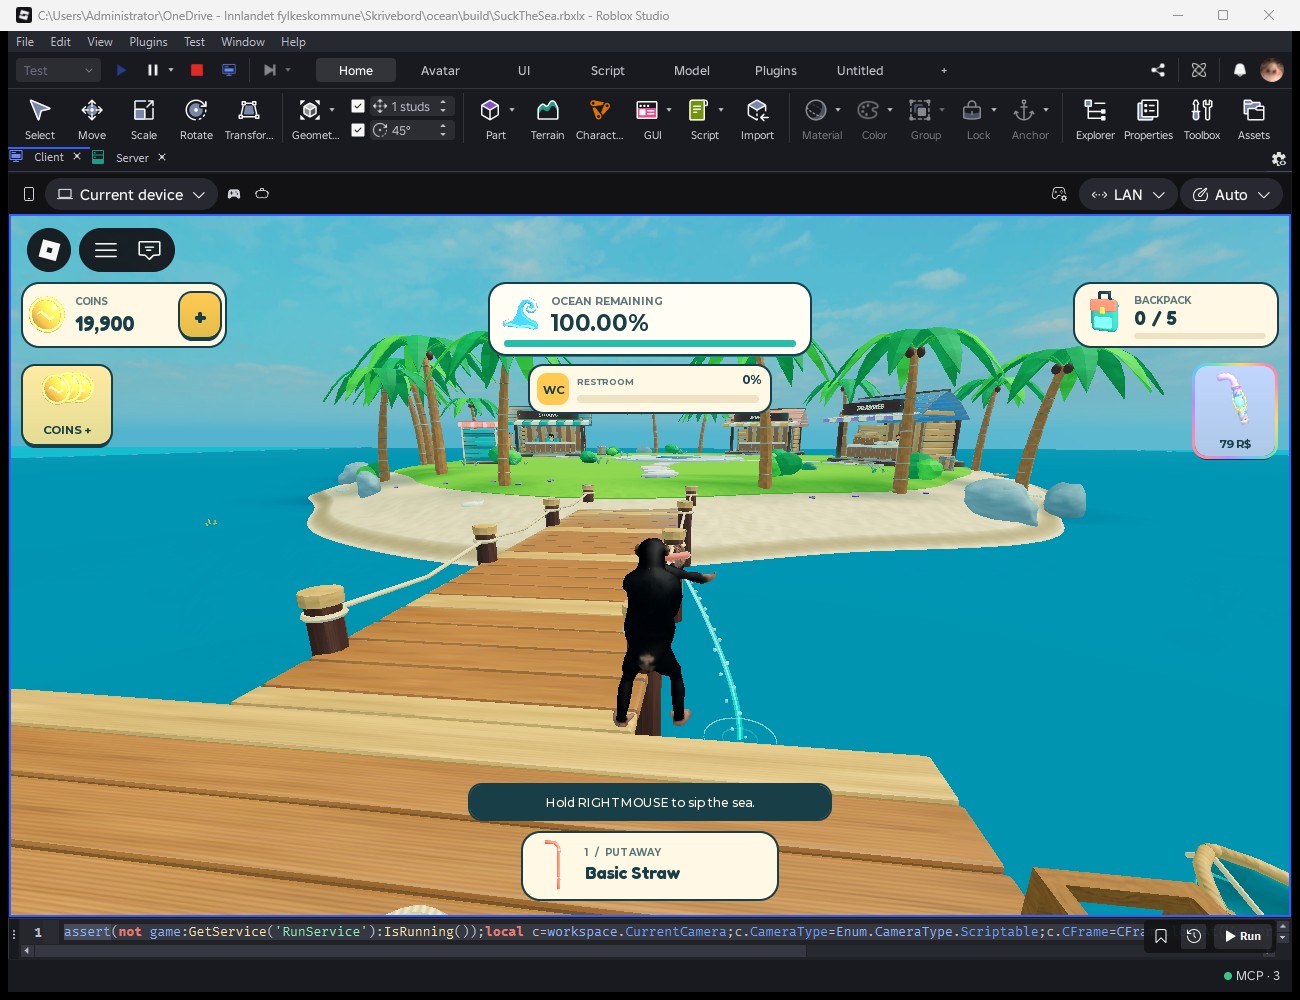 C:\Users\Administrator\OneDrive - Innlandet fylkeskommune\Skrivebord\ocean\build\SuckTheSea.rbxlx - Roblox Studio
File Edit View Plugins Test Window Help
Test Home Avatar UI Script Model Plugins Untitled +
1 studs
45°
Select Move Scale Rotate Transfor... Geomet... Part Terrain Charact... GUI Script Import Material Color Group Lock Anchor Explorer Properties Toolbox Assets
Client Server
Current device LAN Auto
COINS
19,900
+
OCEAN REMAINING
100.00%
BACKPACK
0 / 5
WC RESTROOM 0%
COINS +
79 R$
Hold RIGHTMOUSE to sip the sea.
1 / PUT AWAY
Basic Straw
1 assert(not game:GetService('RunService'):IsRunning());local c=workspace.CurrentCamera;c.CameraType=Enum.CameraType.Scriptable;c.CFrame=CFra
Run
MCP · 3